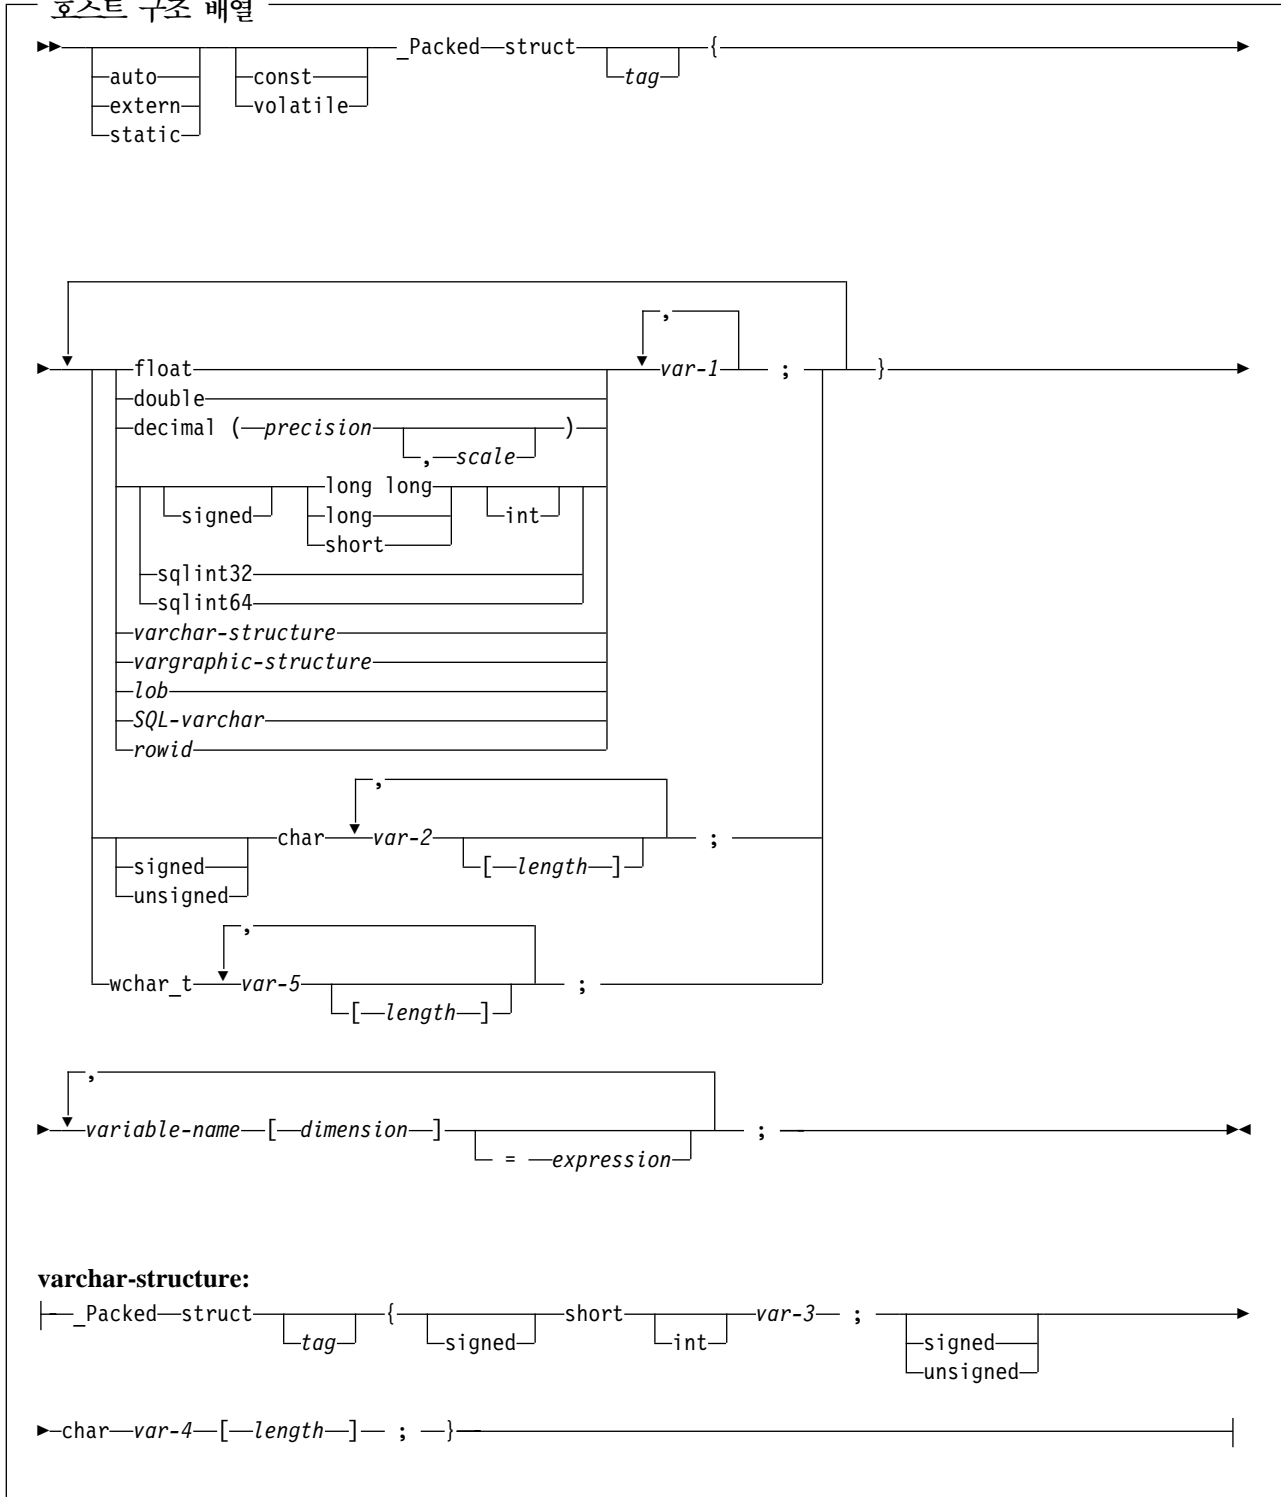 호스트 구조 배열
_Packed struct tag {
auto const
extern volatile
static
,
float var-1 ; }
double
decimal ( precision )
, scale
long long
signed long int
short
sqlint32
sqlint64
varchar-structure
vargraphic-structure
lob
SQL-varchar
rowid
,
char var-2 ;
signed [ length ]
unsigned
,
wchar_t var-5 ;
[ length ]
,
variable-name [ dimension ] ;
= expression
varchar-structure:
_Packed struct { short var-3 ;
tag signed int signed
unsigned
char var-4 [ length ] ; }